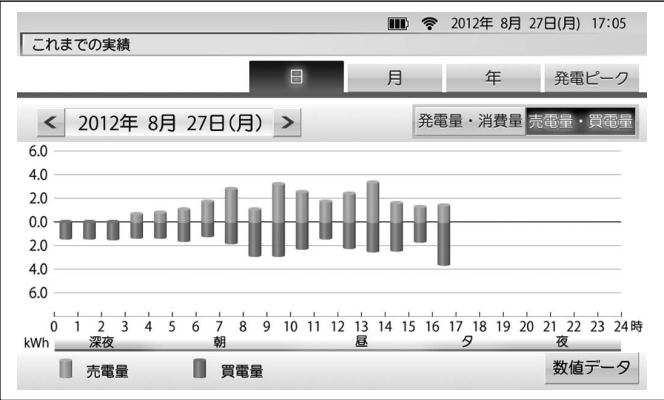 2012年 8月 27日(月) 17:05
これまでの実績
日 月 年 発電ピーク
< 2012年 8月 27日(月) > 発電量・消費量 売電量・買電量
6.0
4.0
2.0
0.0
2.0
4.0
6.0
0 1 2 3 4 5 6 7 8 9 10 11 12 13 14 15 16 17 18 19 20 21 22 23 24 時
kWh 深夜 朝 昼 夕 夜
売電量 買電量 数値データ